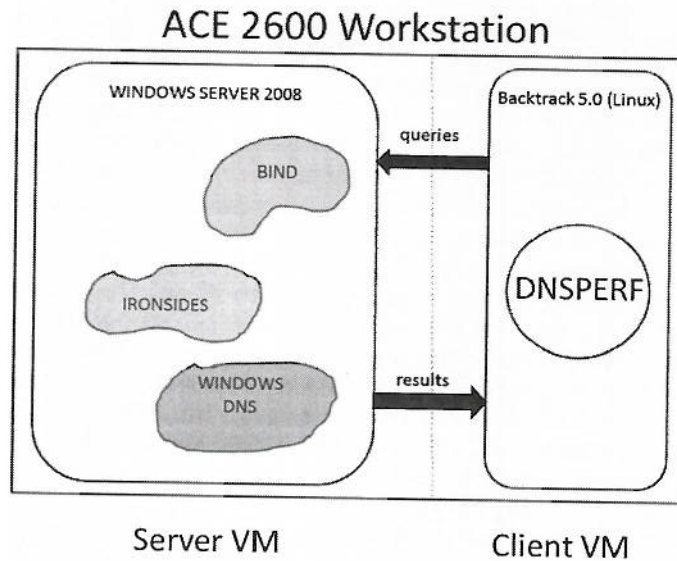 ACE 2600 Workstation
WINDOWS SERVER 2008
Backtrack 5.0 (Linux)
queries
BIND
DNSPERF
IRONSIDES
WINDOWS
DNS
results
Server VM
Client VM